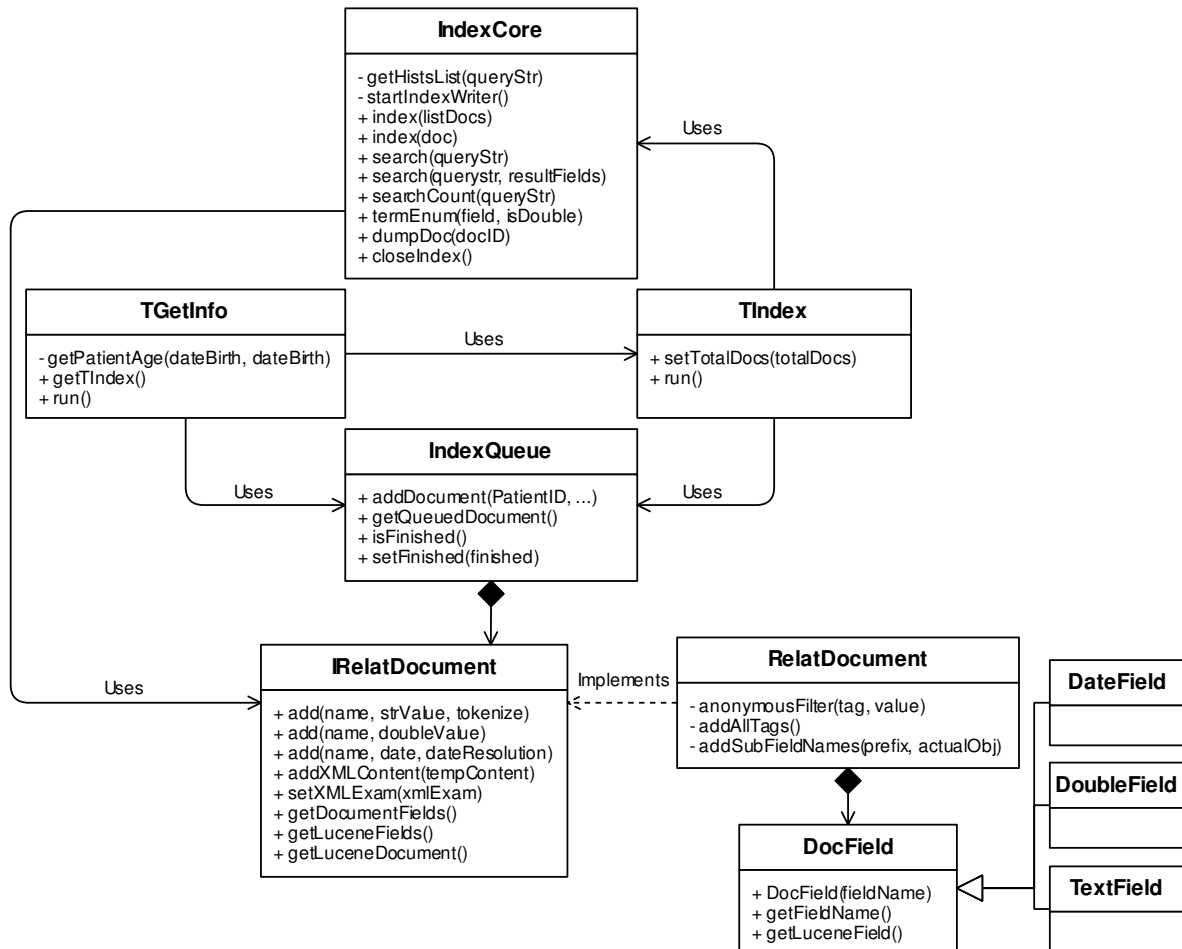 IndexCore
- getHistsList(queryStr)
- startIndexWriter()
+ index(listDocs)
+ index(doc)
+ search(queryStr)
+ search(querystr, resultFields)
+ searchCount(queryStr)
+ termEnum(field, isDouble)
+ dumpDoc(docID)
+ closeIndex()
Uses
TGetInfo
- getPatientAge(dateBirth, dateBirth)
+ getTIndex()
+ run()
Uses
TIndex
+ setTotalDocs(totalDocs)
+ run()
IndexQueue
+ addDocument(PatientID, ...)
+ getQueuedDocument()
+ isFinished()
+ setFinished(finished)
Uses
Uses
Uses
IRelatDocument
+ add(name, strValue, tokenize)
+ add(name, doubleValue)
+ add(name, date, dateResolution)
+ addXMLContent(tempContent)
+ setXMLExam(xmlExam)
+ getDocumentFields()
+ getLuceneFields()
+ getLuceneDocument()
Implements
RelatDocument
- anonymousFilter(tag, value)
- addAllTags()
- addSubFieldNames(prefix, actualObj)
DateField
DoubleField
TextField
DocField
+ DocField(fieldName)
+ getFieldName()
+ getLuceneField()